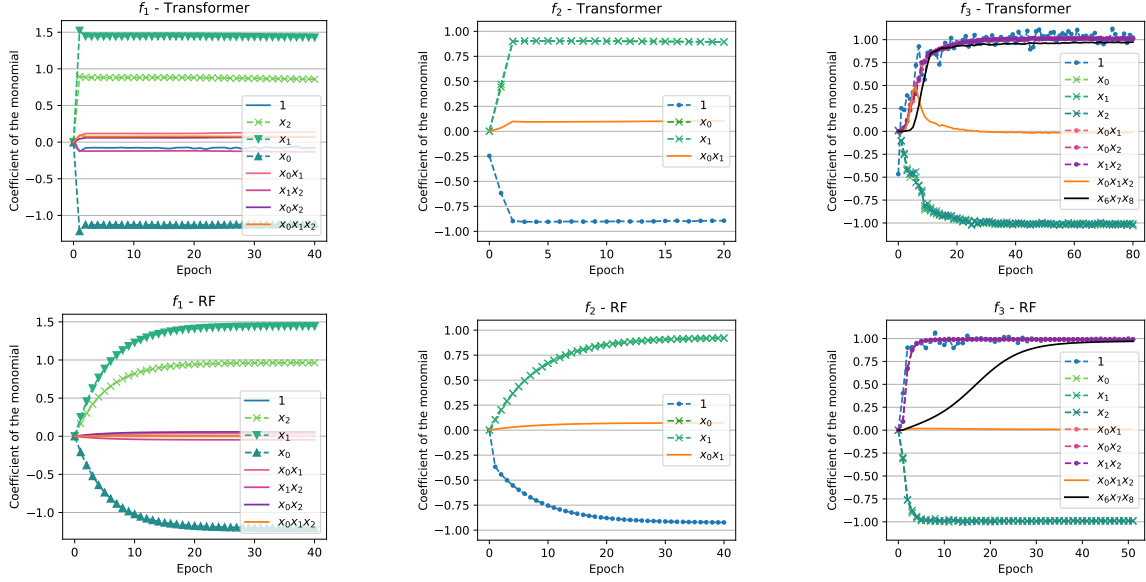 f₁ - Transformer
Coefficient of the monomial
1.5
1.0
0.5
0.0
−0.5
−1.0
0 10 20 30 40
Epoch
1
x₂
x₁
x₀
x₀x₁
x₁x₂
x₀x₂
x₀x₁x₂
f₂ - Transformer
Coefficient of the monomial
1.00
0.75
0.50
0.25
0.00
−0.25
−0.50
−0.75
−1.00
0 5 10 15 20
Epoch
1
x₀
x₁
x₀x₁
f₃ - Transformer
Coefficient of the monomial
1.00
0.75
0.50
0.25
0.00
−0.25
−0.50
−0.75
−1.00
0 20 40 60 80
Epoch
1
x₀
x₁
x₂
x₀x₁
x₀x₂
x₁x₂
x₀x₁x₂
x₆x₇x₈
f₁ - RF
Coefficient of the monomial
1.5
1.0
0.5
0.0
−0.5
−1.0
0 10 20 30 40
Epoch
1
x₂
x₁
x₀
x₀x₁
x₁x₂
x₀x₂
x₀x₁x₂
f₂ - RF
Coefficient of the monomial
1.00
0.75
0.50
0.25
0.00
−0.25
−0.50
−0.75
−1.00
0 10 20 30 40
Epoch
1
x₀
x₁
x₀x₁
f₃ - RF
Coefficient of the monomial
1.00
0.75
0.50
0.25
0.00
−0.25
−0.50
−0.75
−1.00
0 10 20 30 40 50
Epoch
1
x₀
x₁
x₂
x₀x₁
x₀x₂
x₁x₂
x₀x₁x₂
x₆x₇x₈